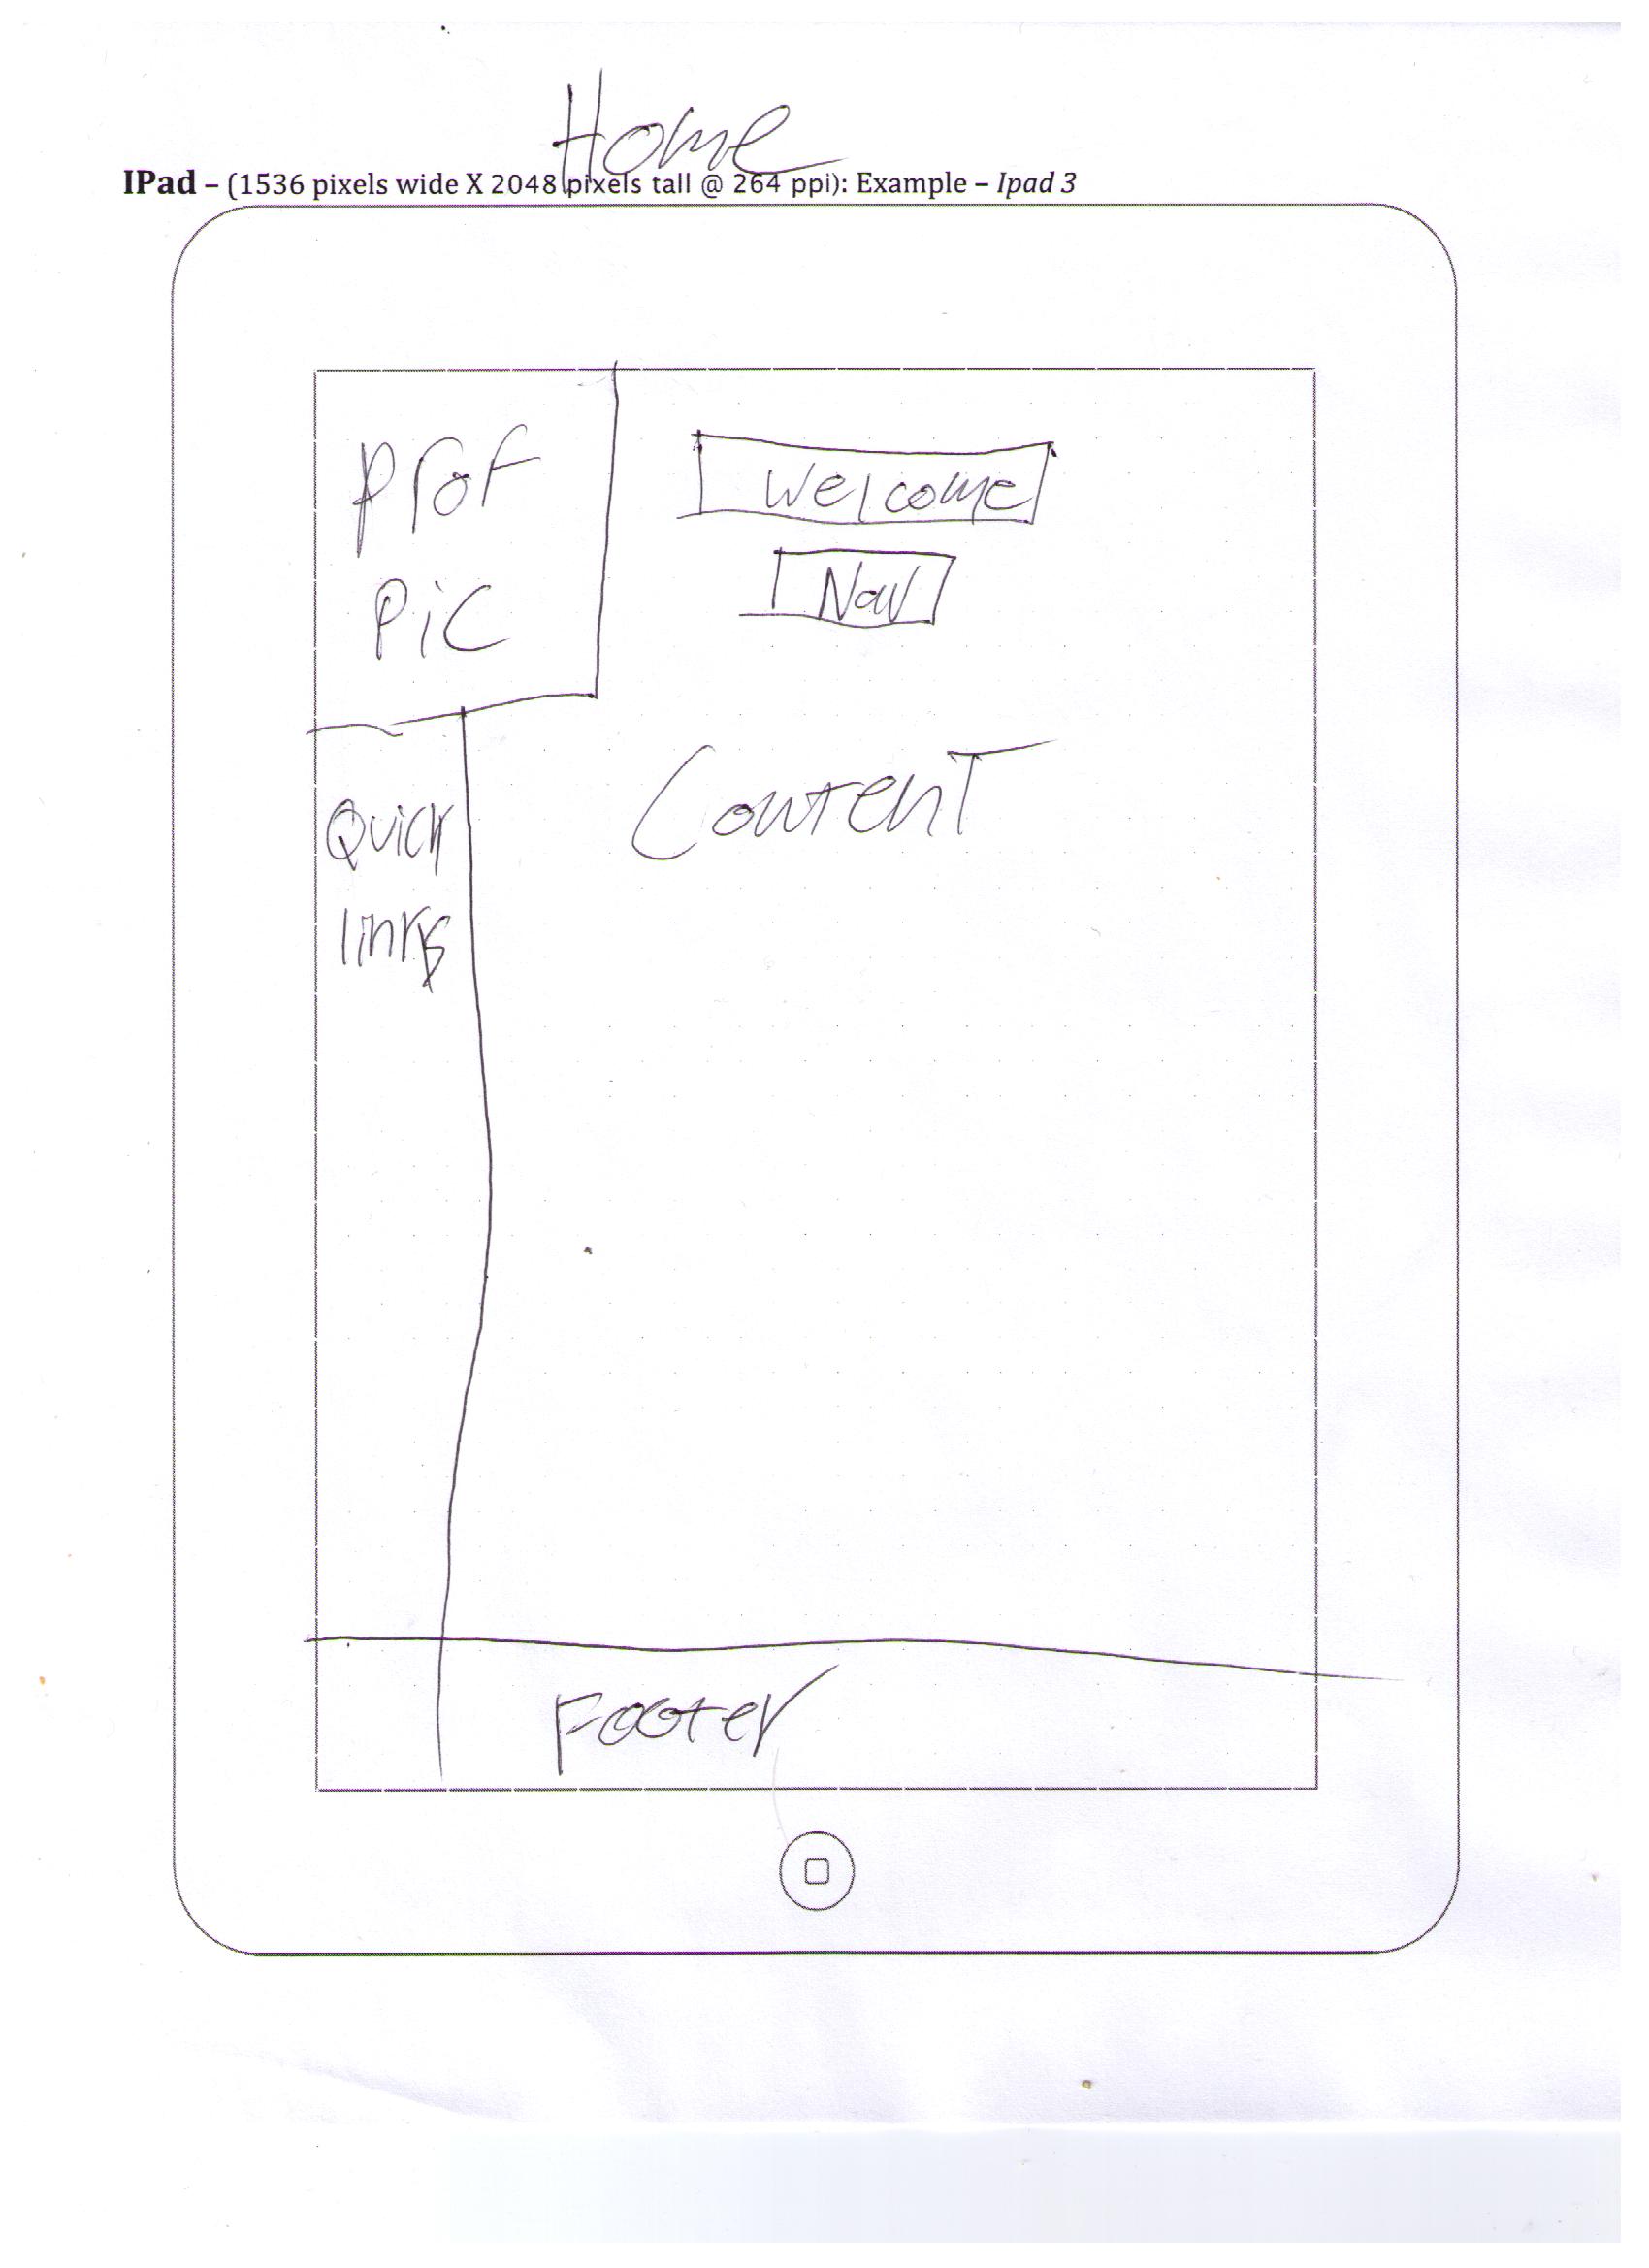 Home
IPad – (1536 pixels wide X 2048 pixels tall @ 264 ppi): Example – Ipad 3
Prof
Pic
Welcome
Nav
Content
Quick
links
Footer